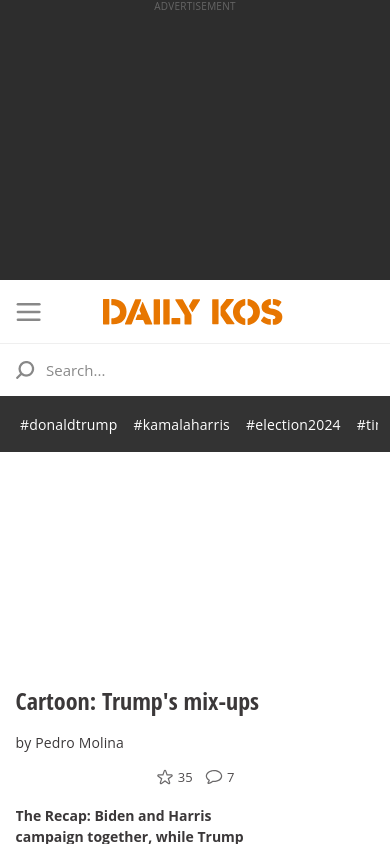 ADVERTISEMENT
DAILY KOS
Search...
#donaldtrump #kamalaharris #election2024
Cartoon: Trump's mix-ups
by Pedro Molina
35 7
The Recap: Biden and Harris
campaign together, while Trump